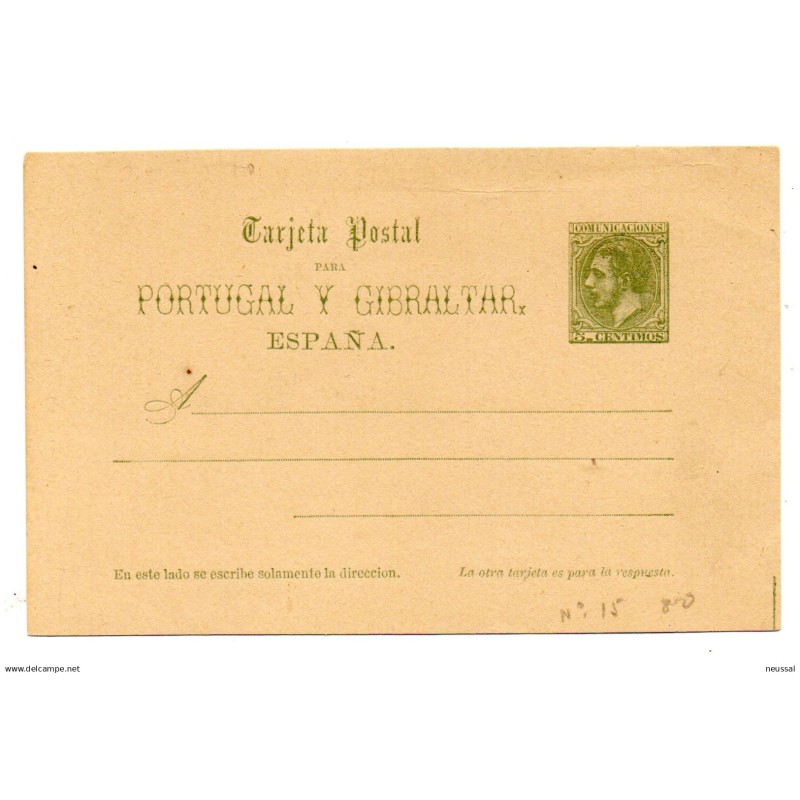 COMUNICACIONES
Tarjeta Postal
PARA
PORTUGAL Y GIBRALTAR.
ESPAÑA.
5 CENTIMOS
A
En este lado se escribe solamente la direccion.
La otra tarjeta es para la respuesta.
Nº 15
www.delcampe.net
neussal